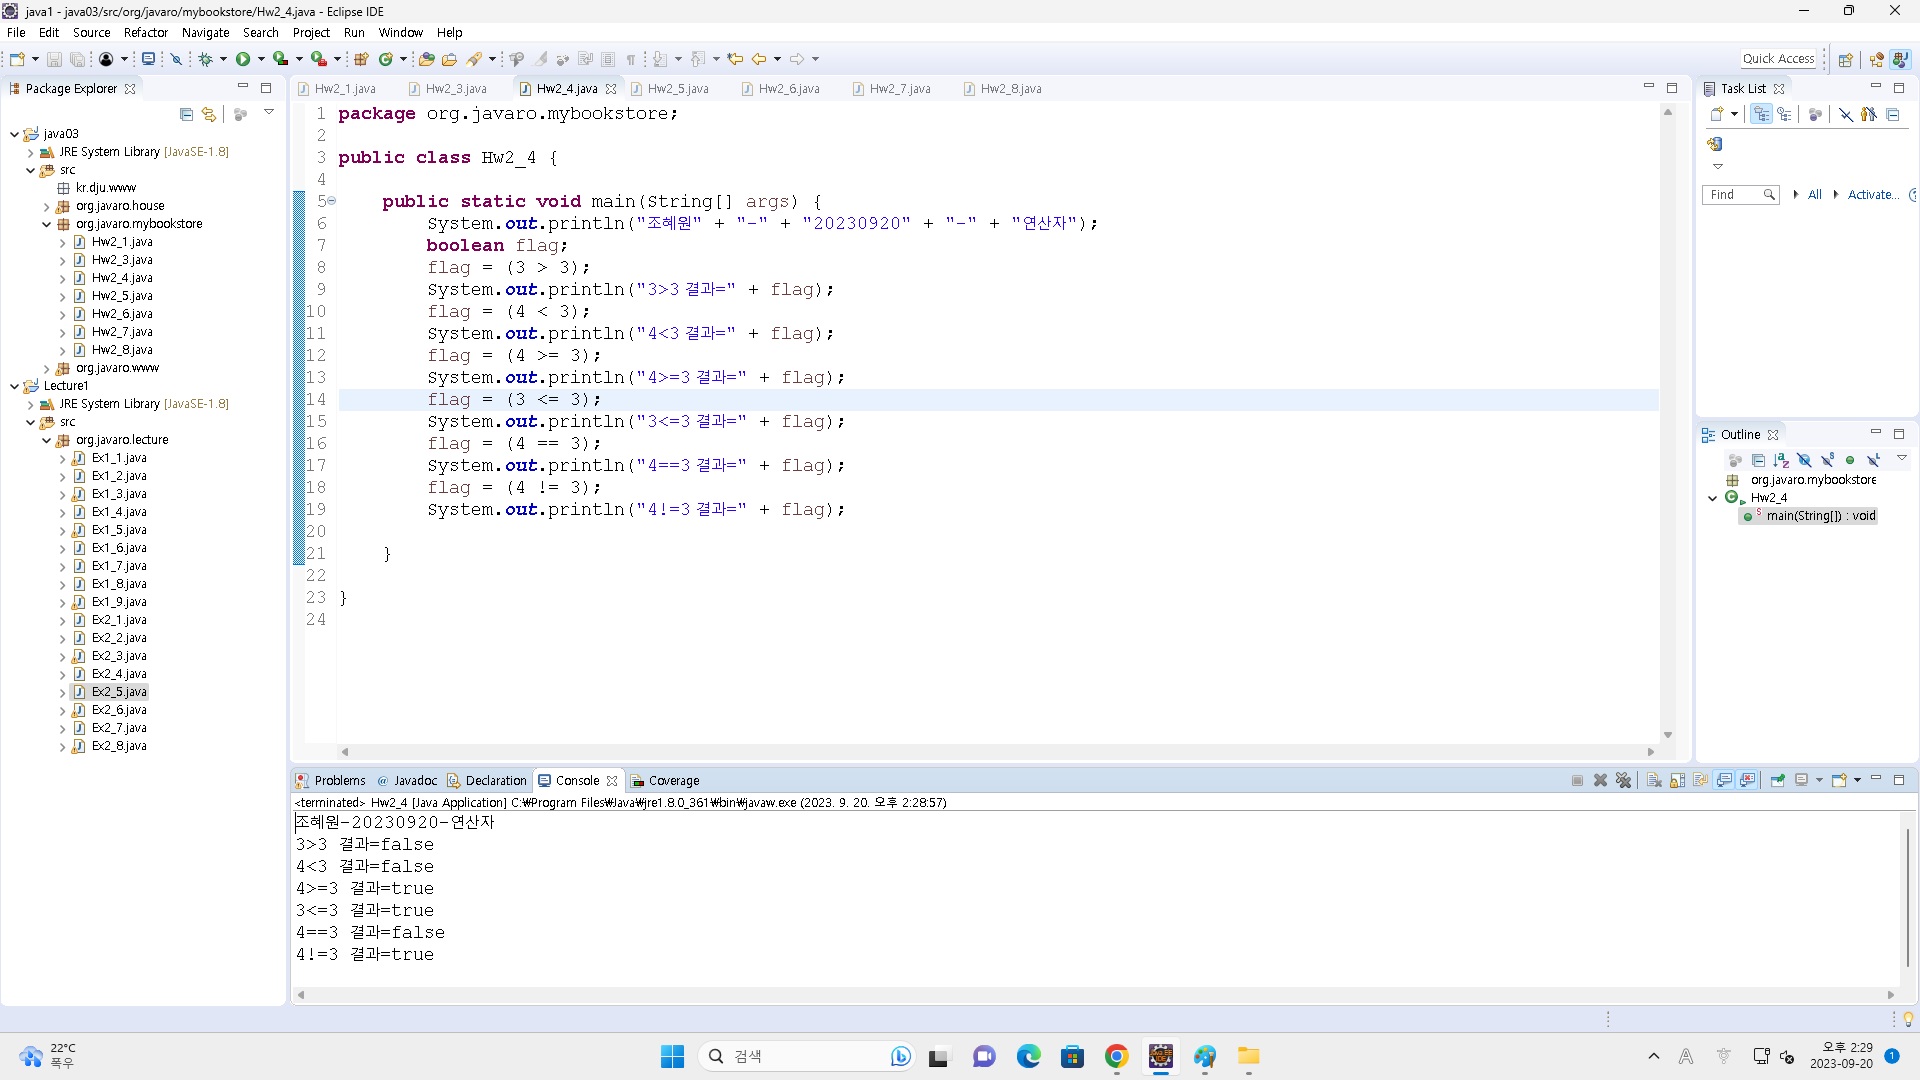 java1 - java03/src/org/javaro/mybookstore/Hw2_4.java - Eclipse IDE
File Edit Source Refactor Navigate Search Project Run Window Help
Quick Access
Package Explorer
java03
JRE System Library [JavaSE-1.8]
src
kr.dju.www
org.javaro.house
org.javaro.mybookstore
Hw2_1.java
Hw2_3.java
Hw2_4.java
Hw2_5.java
Hw2_6.java
Hw2_7.java
Hw2_8.java
org.javaro.www
Lecture1
JRE System Library [JavaSE-1.8]
src
org.javaro.lecture
Ex1_1.java
Ex1_2.java
Ex1_3.java
Ex1_4.java
Ex1_5.java
Ex1_6.java
Ex1_7.java
Ex1_8.java
Ex1_9.java
Ex2_1.java
Ex2_2.java
Ex2_3.java
Ex2_4.java
Ex2_5.java
Ex2_6.java
Ex2_7.java
Ex2_8.java
Hw2_1.java Hw2_3.java Hw2_4.java Hw2_5.java Hw2_6.java Hw2_7.java Hw2_8.java
1 package org.javaro.mybookstore;
2
3 public class Hw2_4 {
4
5 public static void main(String[] args) {
6 System.out.println("조혜원" + "-" + "20230920" + "-" + "연산자");
7 boolean flag;
8 flag = (3 > 3);
9 System.out.println("3>3 결과=" + flag);
10 flag = (4 < 3);
11 System.out.println("4<3 결과=" + flag);
12 flag = (4 >= 3);
13 System.out.println("4>=3 결과=" + flag);
14 flag = (3 <= 3);
15 System.out.println("3<=3 결과=" + flag);
16 flag = (4 == 3);
17 System.out.println("4==3 결과=" + flag);
18 flag = (4 != 3);
19 System.out.println("4!=3 결과=" + flag);
20
21 }
22
23 }
24
Task List
Find All Activate...
Outline
org.javaro.mybookstore
Hw2_4
main(String[]) : void
Problems Javadoc Declaration Console Coverage
<terminated> Hw2_4 [Java Application] C:₩Program Files₩Java₩jre1.8.0_361₩bin₩javaw.exe (2023. 9. 20. 오후 2:28:57)
조혜원-20230920-연산자
3>3 결과=false
4<3 결과=false
4>=3 결과=true
3<=3 결과=true
4==3 결과=false
4!=3 결과=true
22°C
폭우
검색
A
오후 2:29
2023-09-20
1